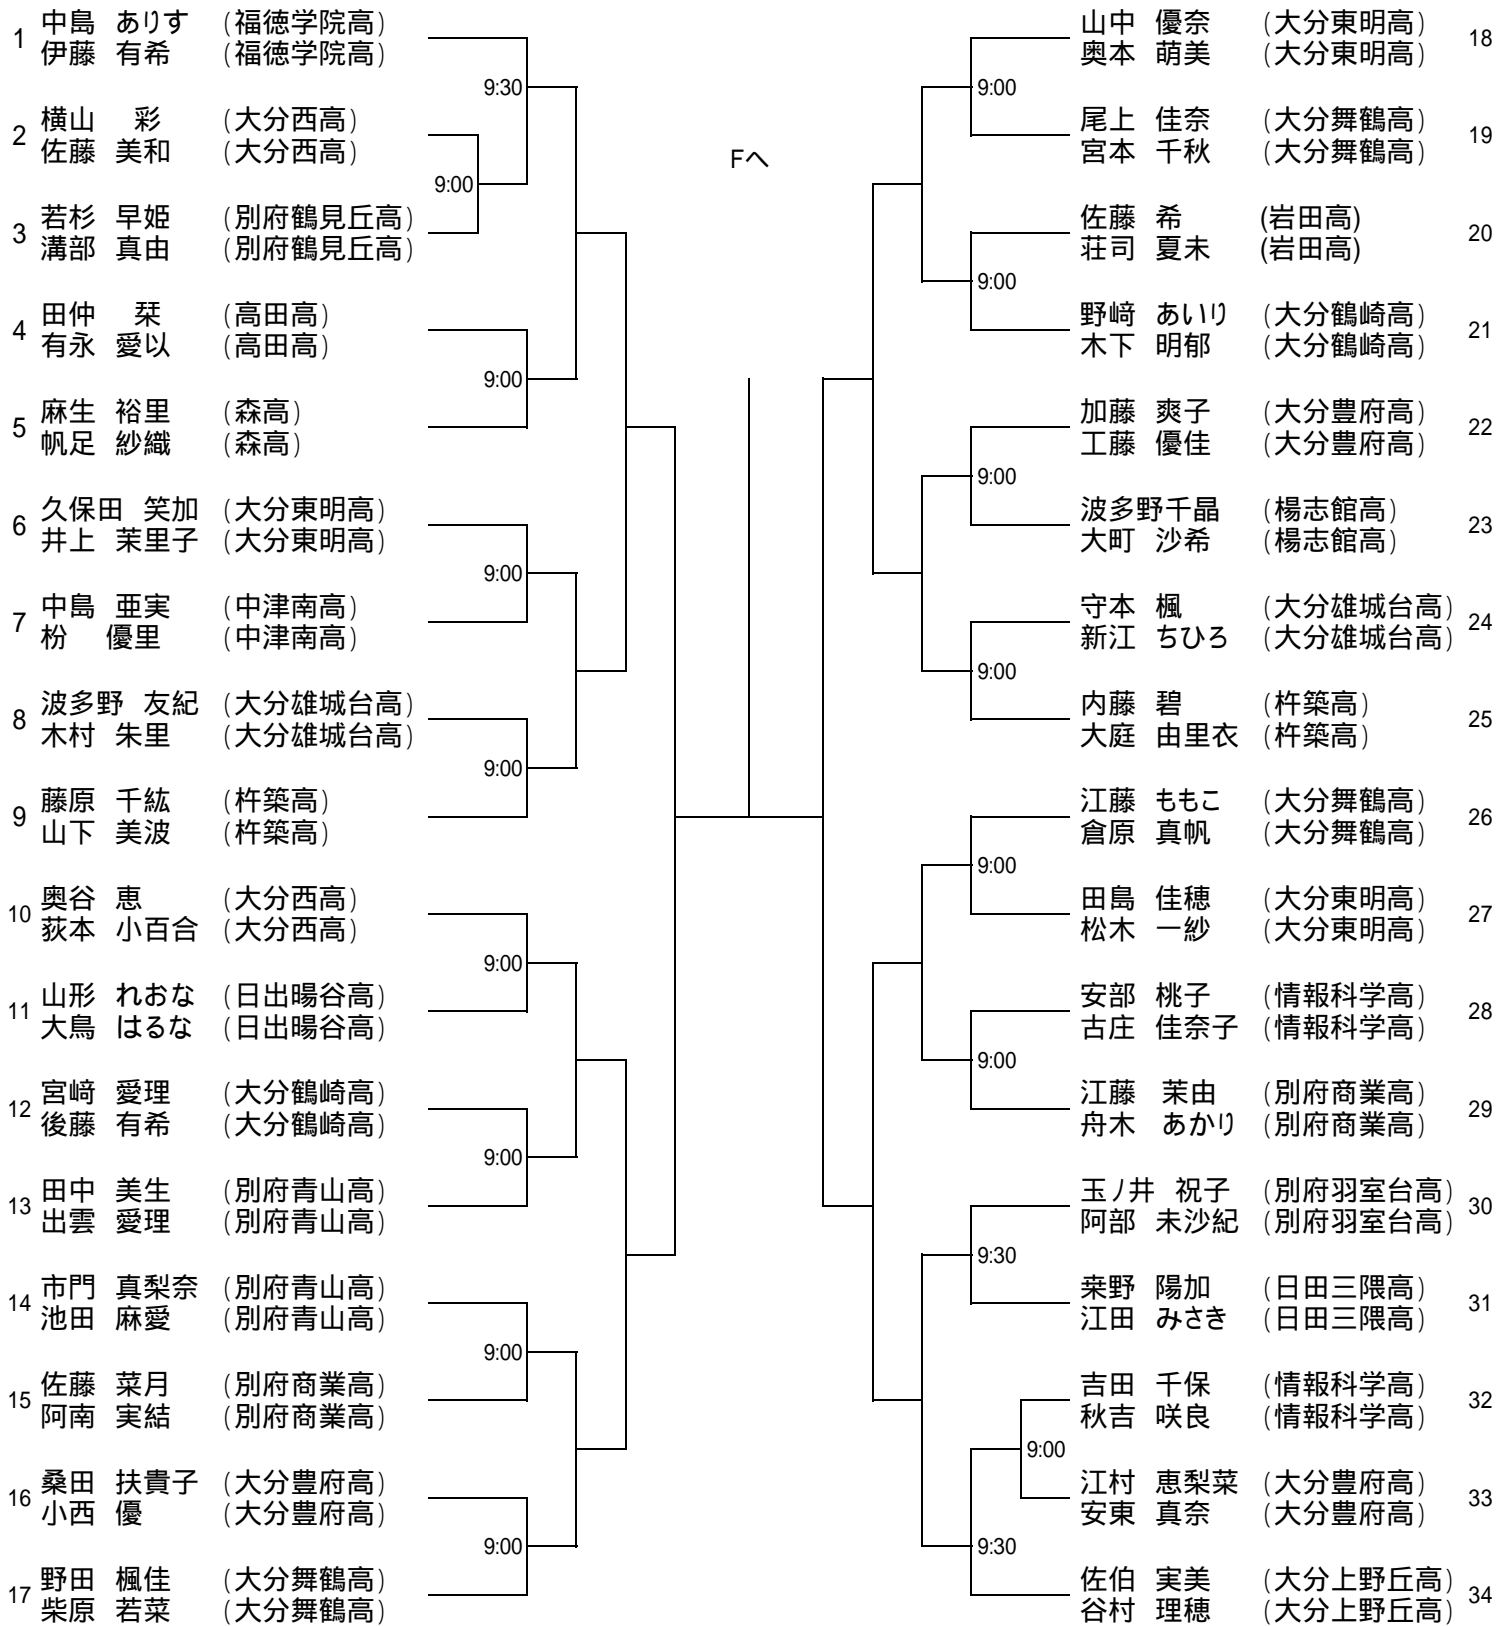 1 中島 ありす (福徳学院高)
伊藤 有希 (福徳学院高)
9:30
2 横山 彩 (大分西高)
佐藤 美和 (大分西高)
9:00
3 若杉 早姫 (別府鶴見丘高)
溝部 真由 (別府鶴見丘高)
4 田仲 栞 (高田高)
有永 愛以 (高田高)
9:00
5 麻生 裕里 (森高)
帆足 紗織 (森高)
6 久保田 笑加 (大分東明高)
井上 茉里子 (大分東明高)
9:00
7 中島 亜実 (中津南高)
枌 優里 (中津南高)
8 波多野 友紀 (大分雄城台高)
木村 朱里 (大分雄城台高)
9:00
9 藤原 千紘 (杵築高)
山下 美波 (杵築高)
10 奥谷 恵 (大分西高)
荻本 小百合 (大分西高)
9:00
11 山形 れおな (日出暘谷高)
大鳥 はるな (日出暘谷高)
12 宮﨑 愛理 (大分鶴崎高)
後藤 有希 (大分鶴崎高)
9:00
13 田中 美生 (別府青山高)
出雲 愛理 (別府青山高)
14 市門 真梨奈 (別府青山高)
池田 麻愛 (別府青山高)
9:00
15 佐藤 菜月 (別府商業高)
阿南 実結 (別府商業高)
16 桑田 扶貴子 (大分豊府高)
小西 優 (大分豊府高)
9:00
17 野田 楓佳 (大分舞鶴高)
柴原 若菜 (大分舞鶴高)
Fへ
山中 優奈 (大分東明高) 18
奥本 萌美 (大分東明高)
9:00
尾上 佳奈 (大分舞鶴高) 19
宮本 千秋 (大分舞鶴高)
佐藤 希 (岩田高) 20
荘司 夏未 (岩田高)
9:00
野﨑 あいり (大分鶴崎高) 21
木下 明郁 (大分鶴崎高)
加藤 爽子 (大分豊府高) 22
工藤 優佳 (大分豊府高)
9:00
波多野千晶 (楊志館高) 23
大町 沙希 (楊志館高)
守本 楓 (大分雄城台高) 24
新江 ちひろ (大分雄城台高)
9:00
内藤 碧 (杵築高) 25
大庭 由里衣 (杵築高)
江藤 ももこ (大分舞鶴高) 26
倉原 真帆 (大分舞鶴高)
9:00
田島 佳穂 (大分東明高) 27
松木 一紗 (大分東明高)
安部 桃子 (情報科学高) 28
古庄 佳奈子 (情報科学高)
9:00
江藤 茉由 (別府商業高) 29
舟木 あかり (別府商業高)
玉ノ井 祝子 (別府羽室台高) 30
阿部 未沙紀 (別府羽室台高)
9:30
桒野 陽加 (日田三隈高) 31
江田 みさき (日田三隈高)
吉田 千保 (情報科学高) 32
秋吉 咲良 (情報科学高)
9:00
江村 恵梨菜 (大分豊府高) 33
安東 真奈 (大分豊府高)
9:30
佐伯 実美 (大分上野丘高) 34
谷村 理穂 (大分上野丘高)